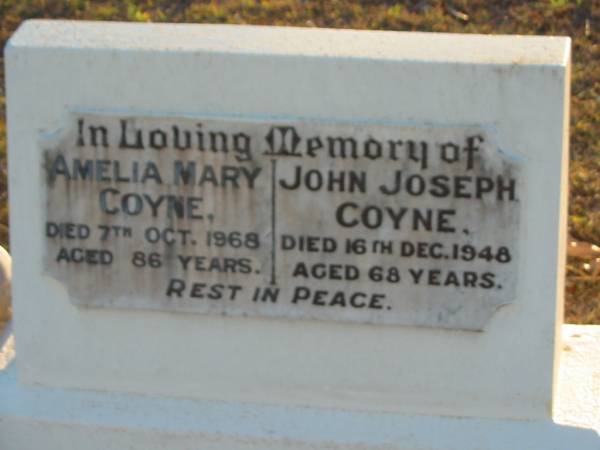 In Loving Memory of
AMELIA MARY
COYNE,
DIED 7TH OCT. 1968
AGED 86 YEARS.
JOHN JOSEPH
COYNE,
DIED 16TH DEC. 1948
AGED 68 YEARS.
REST IN PEACE.